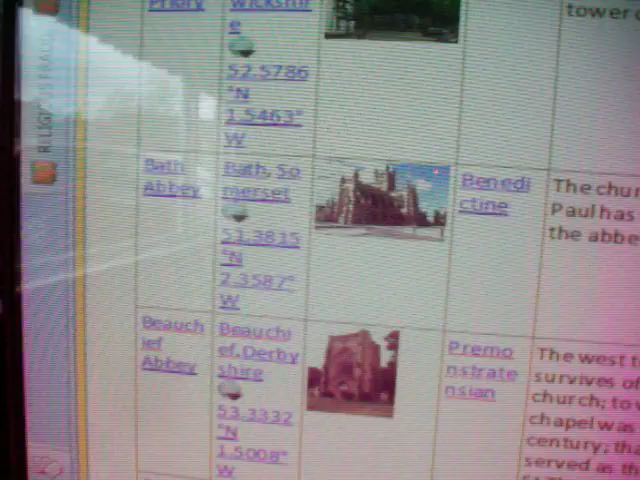 Priory
wickshir
e
52.5786
°N
1.5463°
W
tower
Bath
Abbey
Bath, So
merset
51.3815
°N
2.3587°
W
Benedi
ctine
The chur
Paul has
the abbe
Beauch
ief
Abbey
Beauchi
ef, Derby
shire
53.3332
°N
1.5008°
W
Premo
nstrate
nsian
The west t
survives
church; to
chapel was
century; tha
served as th